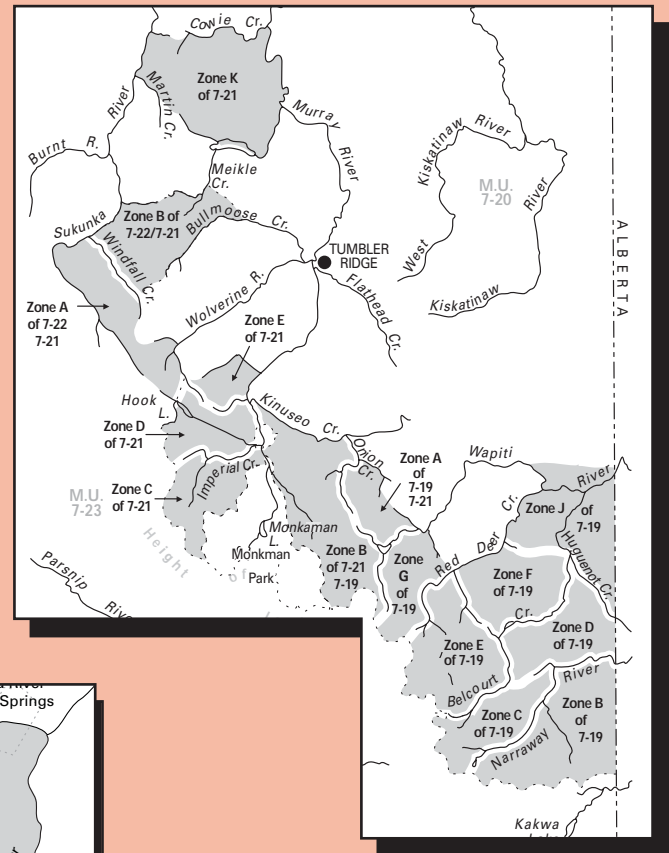 Cowie Cr.
Zone K
of 7-21
River
Martin Cr.
Murray
River
Burnt R.
Meikle
Cr.
Kiskatinaw River
M.U.
7-20
River
West
Kiskatinaw
ALBERTA
Sukunka
Zone B of
7-22/7-21
Bullmoose Cr.
Windfall Cr.
TUMBLER
RIDGE
Flathead Cr.
Wolverine R.
Zone A
of 7-22
7-21
Zone E
of 7-21
Hook
L.
Kinuseo Cr.
Zone D
of 7-21
Onion
Cr.
Zone A
of
7-19
7-21
Wapiti
River
M.U.
7-23
Zone C
of 7-21
Imperial Cr.
Zone J of
7-19
Height
of
Monkaman
L.
Monkman
Park
Zone B
of 7-21
7-19
Zone
G
of
7-19
Red Deer Cr.
Huguenot Cr.
Zone F
of 7-19
Parsnip
Cr.
Zone D
of 7-19
Zone E
of 7-19
River
Belcourt
Zone C
of 7-19
Zone B
of
7-19
Narraway
Springs
Kakwa